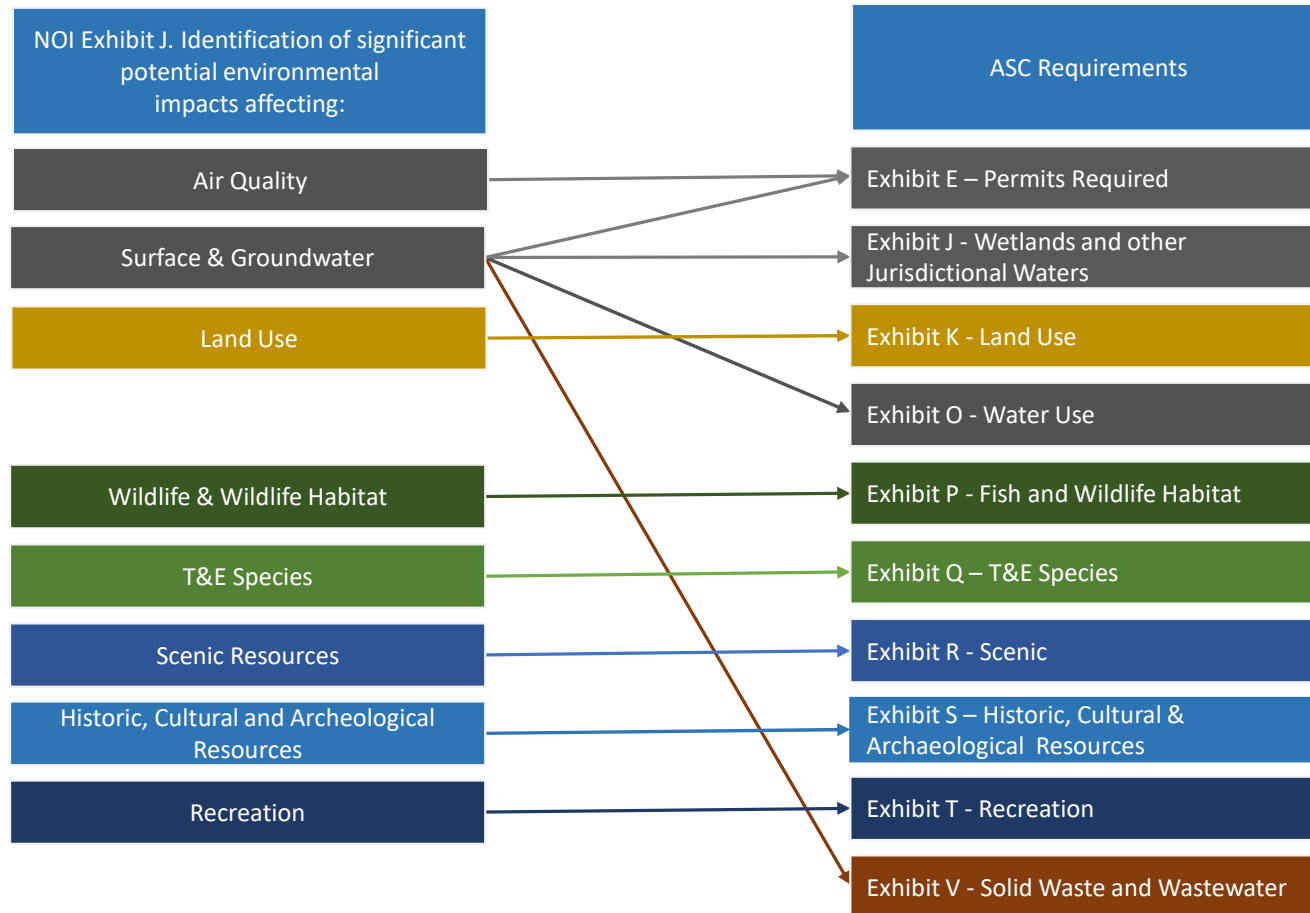 NOI Exhibit J. Identification of significant
potential environmental
impacts affecting:
ASC Requirements
Air Quality
Exhibit E – Permits Required
Surface & Groundwater
Exhibit J - Wetlands and other
Jurisdictional Waters
Land Use
Exhibit K - Land Use
Exhibit O - Water Use
Wildlife & Wildlife Habitat
Exhibit P - Fish and Wildlife Habitat
T&E Species
Exhibit Q – T&E Species
Scenic Resources
Exhibit R - Scenic
Historic, Cultural and Archeological
Resources
Exhibit S – Historic, Cultural &
Archaeological  Resources
Recreation
Exhibit T - Recreation
Exhibit V - Solid Waste and Wastewater